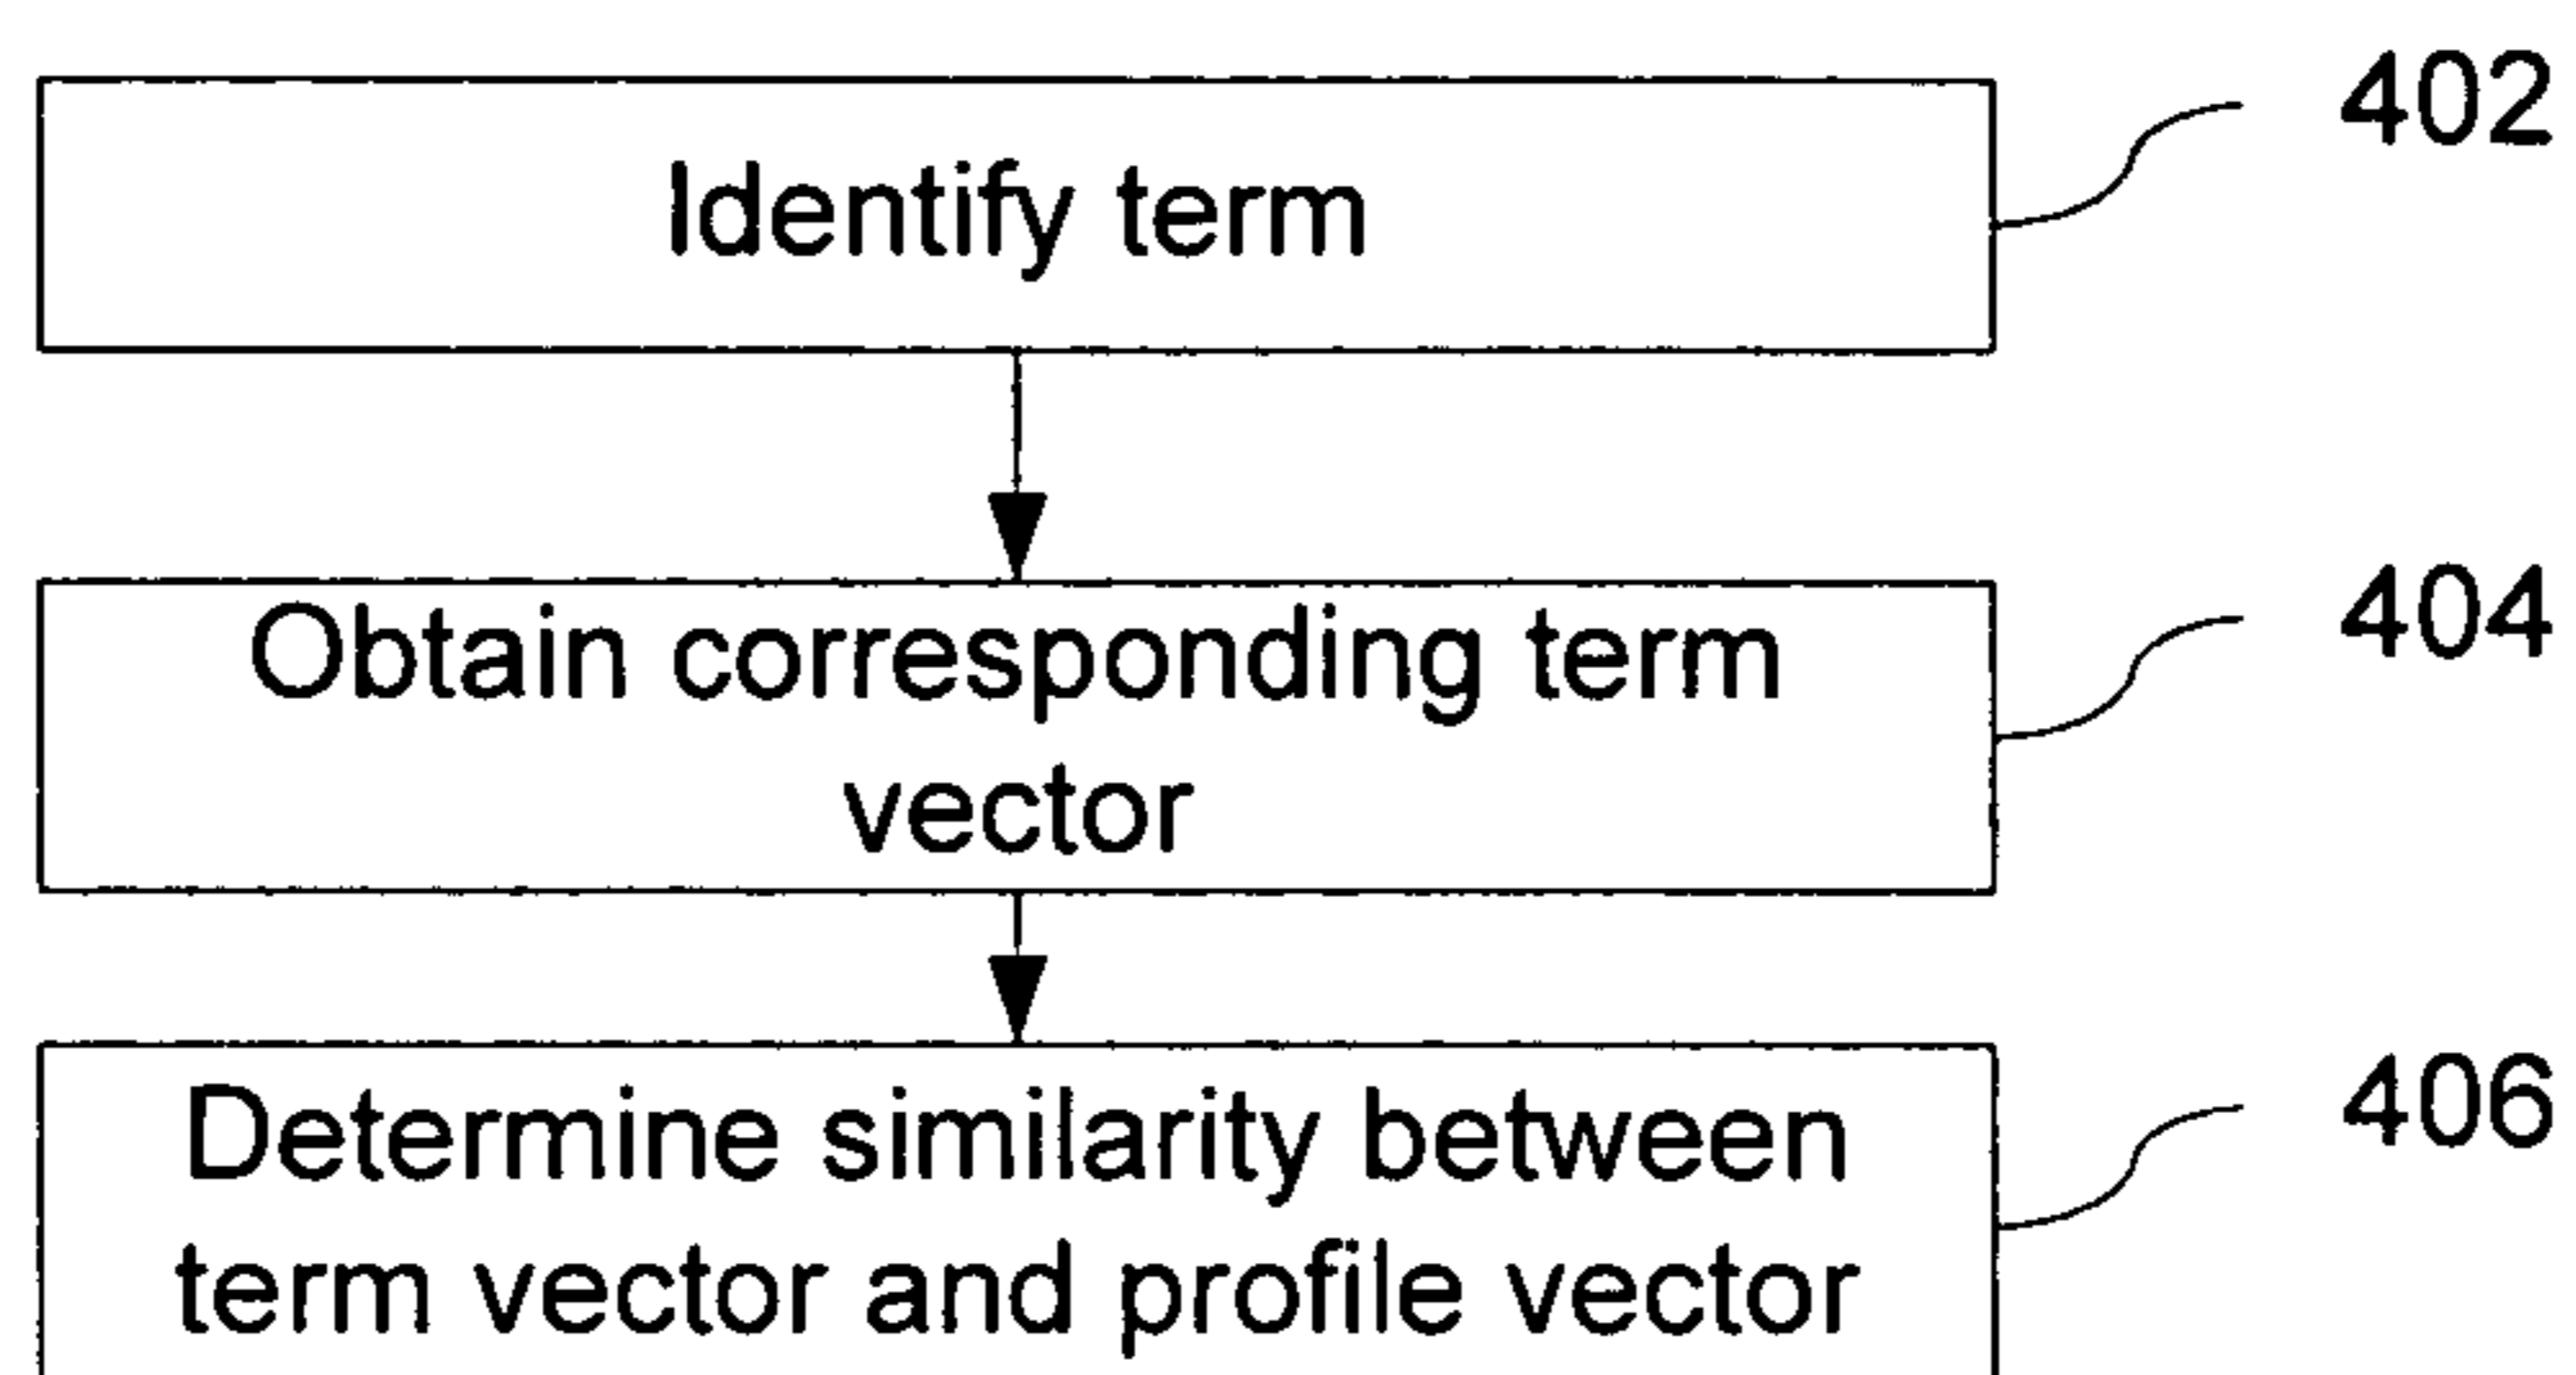 Identify term
402
Obtain corresponding term
vector
404
Determine similarity between
term vector and profile vector
406